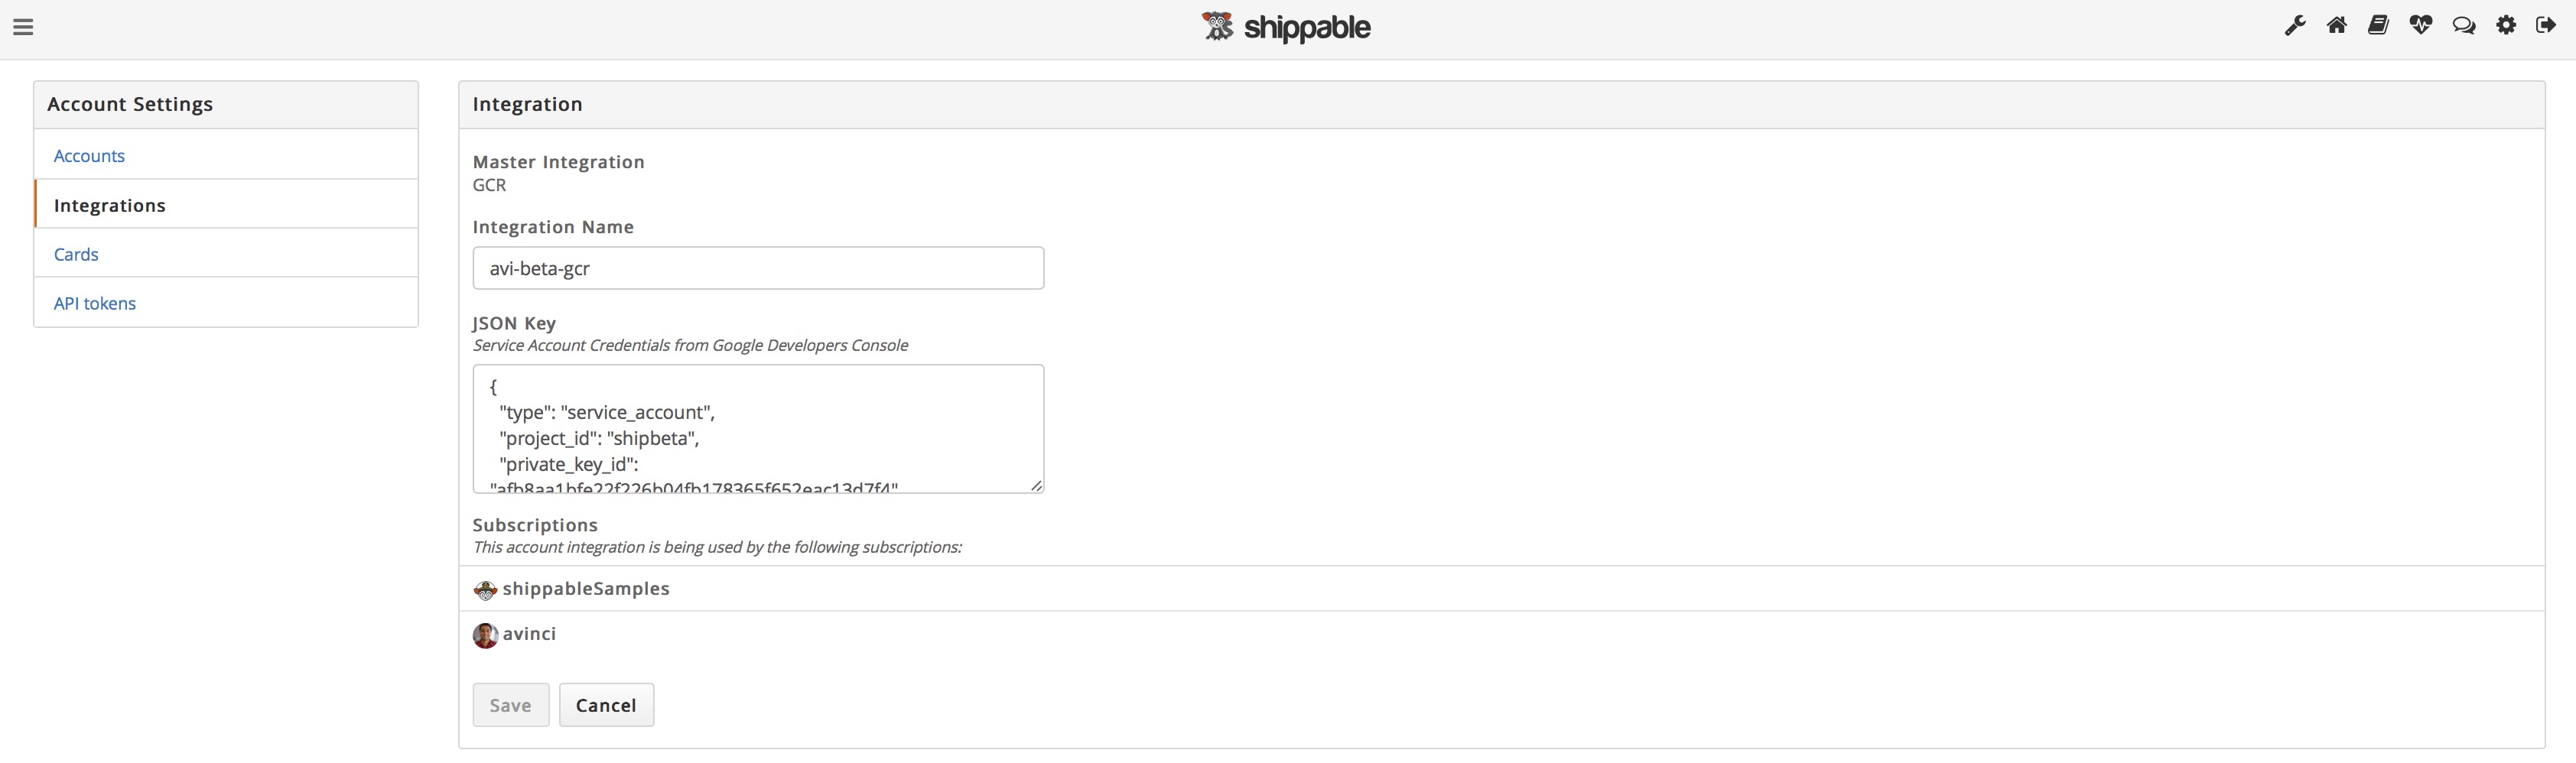 shippable
Account Settings
Accounts
Integrations
Cards
API tokens
Integration
Master Integration
GCR
Integration Name
avi-beta-gcr
JSON Key
Service Account Credentials from Google Developers Console
{
"type": "service_account",
"project_id": "shipbeta",
"private_key_id":
"afb8aa1bfe22f226b04fb178365f652eac13d7f4"
Subscriptions
This account integration is being used by the following subscriptions:
shippableSamples
avinci
Save
Cancel